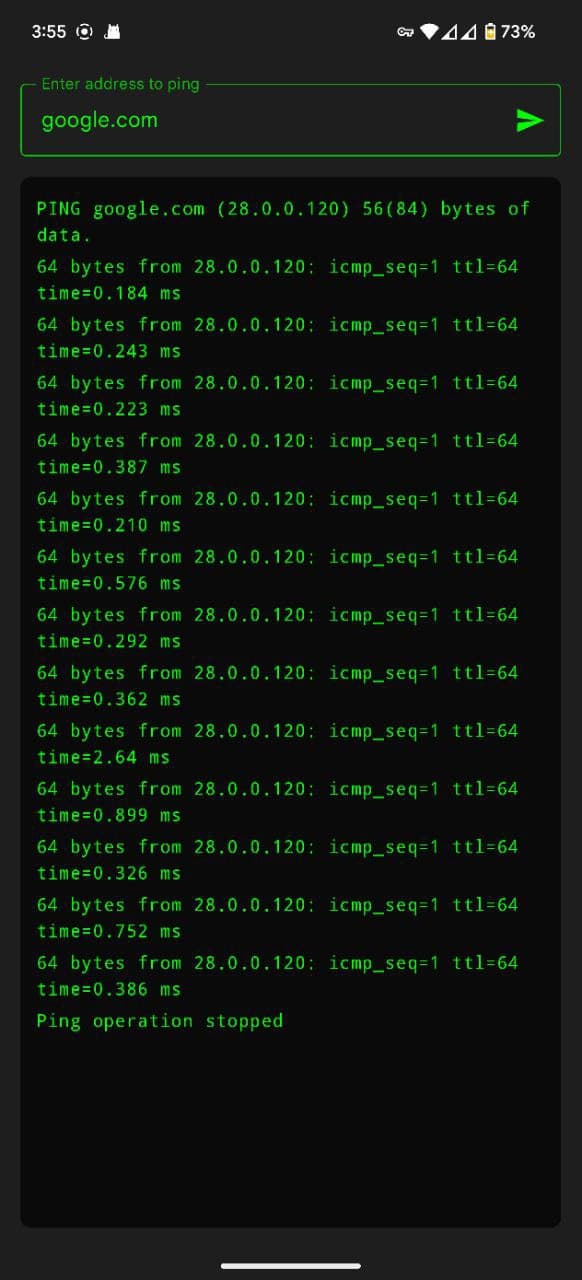 3:55
73%
Enter address to ping
google.com
PING google.com (28.0.0.120) 56(84) bytes of
data.
64 bytes from 28.0.0.120: icmp_seq=1 ttl=64
time=0.184 ms
64 bytes from 28.0.0.120: icmp_seq=1 ttl=64
time=0.243 ms
64 bytes from 28.0.0.120: icmp_seq=1 ttl=64
time=0.223 ms
64 bytes from 28.0.0.120: icmp_seq=1 ttl=64
time=0.387 ms
64 bytes from 28.0.0.120: icmp_seq=1 ttl=64
time=0.210 ms
64 bytes from 28.0.0.120: icmp_seq=1 ttl=64
time=0.576 ms
64 bytes from 28.0.0.120: icmp_seq=1 ttl=64
time=0.292 ms
64 bytes from 28.0.0.120: icmp_seq=1 ttl=64
time=0.362 ms
64 bytes from 28.0.0.120: icmp_seq=1 ttl=64
time=2.64 ms
64 bytes from 28.0.0.120: icmp_seq=1 ttl=64
time=0.899 ms
64 bytes from 28.0.0.120: icmp_seq=1 ttl=64
time=0.326 ms
64 bytes from 28.0.0.120: icmp_seq=1 ttl=64
time=0.752 ms
64 bytes from 28.0.0.120: icmp_seq=1 ttl=64
time=0.386 ms
Ping operation stopped